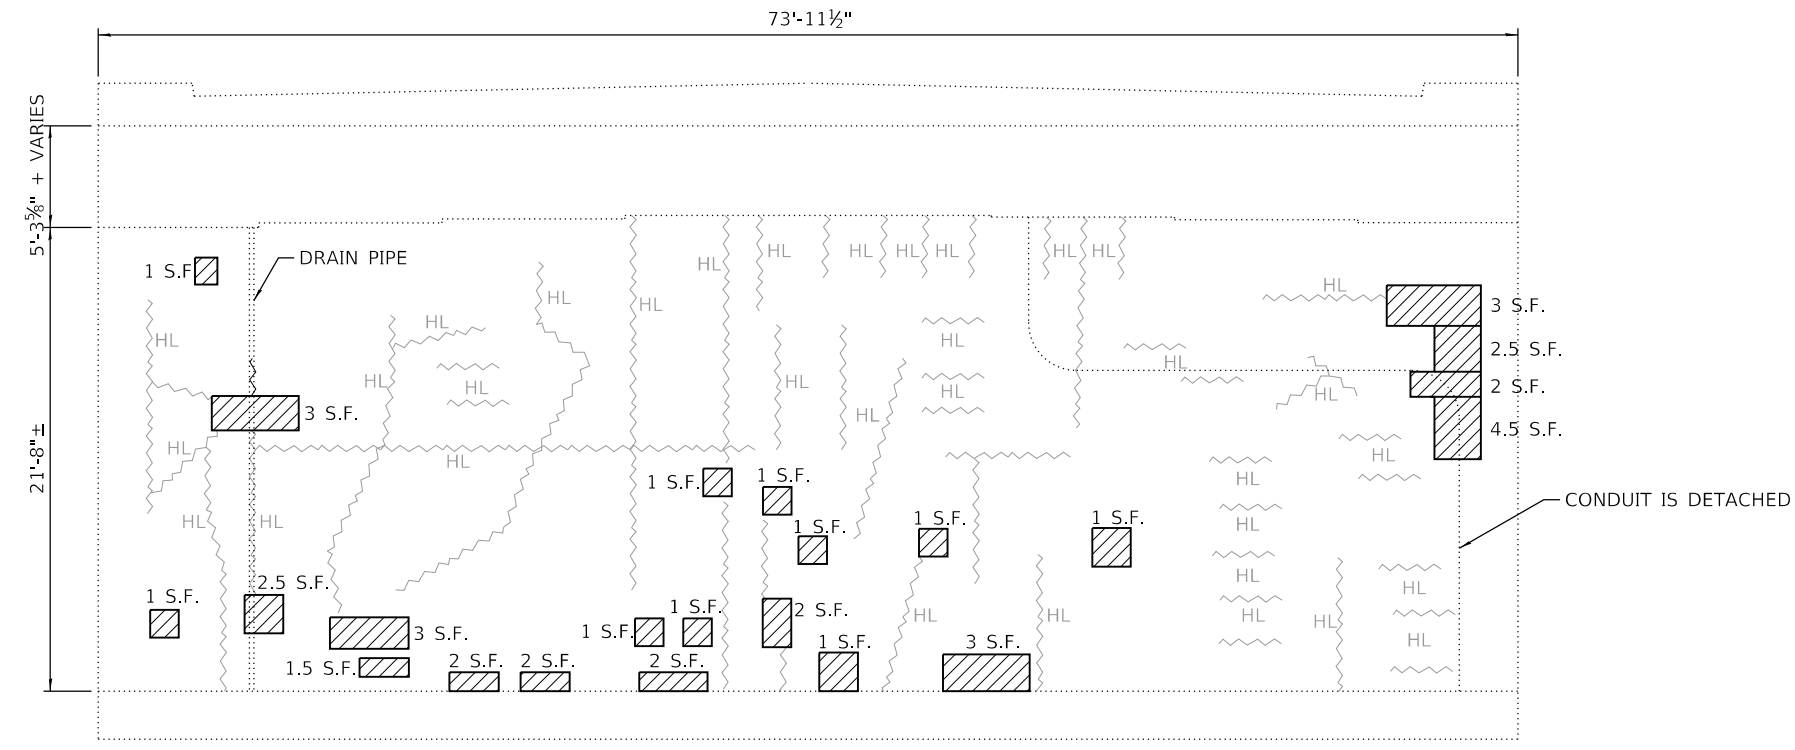 73'-11½"
5'-3⅝" + VARIES
21'-8"±
DRAIN PIPE
HL HL HL HL HL HL HL
1 S.F.
HL
HL HL HL
3 S.F.
HL HL HL
2.5 S.F.
HL HL
HL HL HL HL HL
2 S.F.
3 S.F.
HL
4.5 S.F.
HL HL HL
HL
1 S.F. 1 S.F.
CONDUIT IS DETACHED
HL HL
1 S.F. 1 S.F. 1 S.F.
HL
HL
HL
2.5 S.F.
1 S.F.
1 S.F. 2 S.F.
HL HL HL HL
1 S.F.
3 S.F.
HL
1 S.F. 3 S.F.
1.5 S.F. 2 S.F. 2 S.F. 2 S.F.